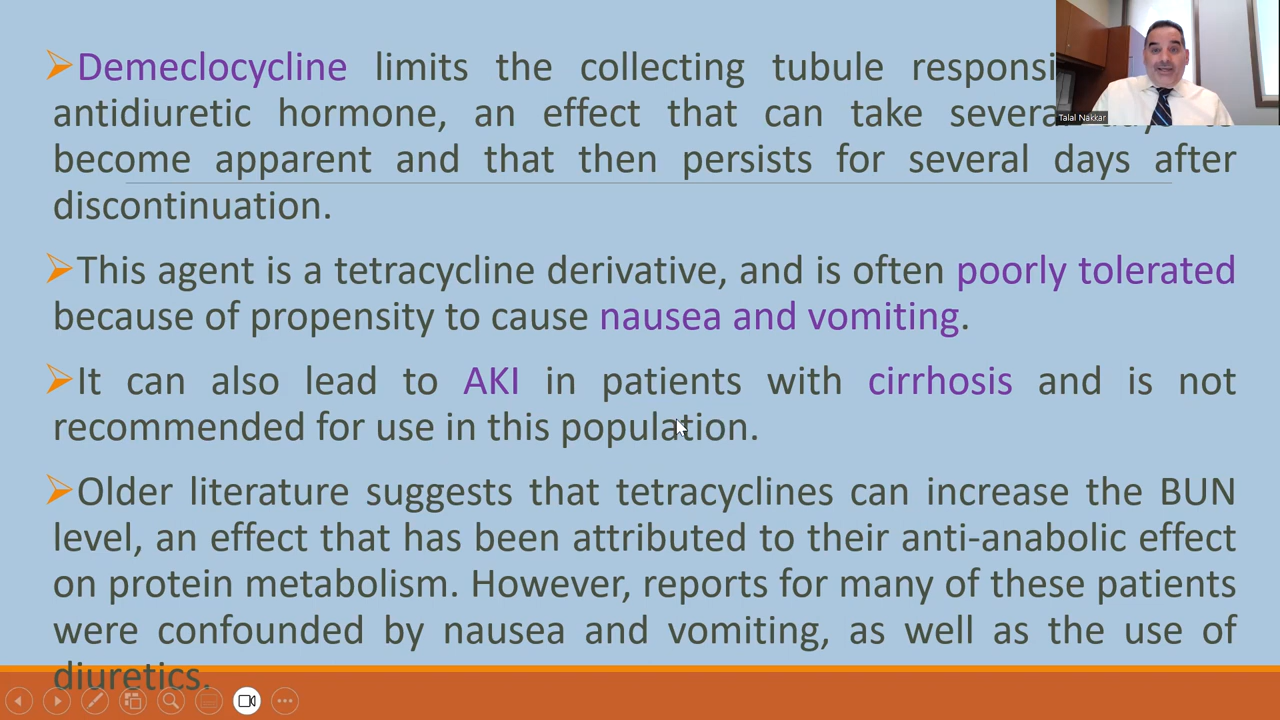 ➢Demeclocycline limits the collecting tubule
antidiuretic hormone, an effect that can take
become apparent and that then persists for several days after
discontinuation.
➢This agent is a tetracycline derivative, and is often poorly tolerated
because of propensity to cause nausea and vomiting.
➢It can also lead to AKI in patients with cirrhosis and is not
recommended for use in this population.
➢Older literature suggests that tetracyclines can increase the BUN
level, an effect that has been attributed to their anti-anabolic effect
on protein metabolism. However, reports for many of these patients
were confounded by nausea and vomiting, as well as the use of
diuretics.
Talal Nakkar